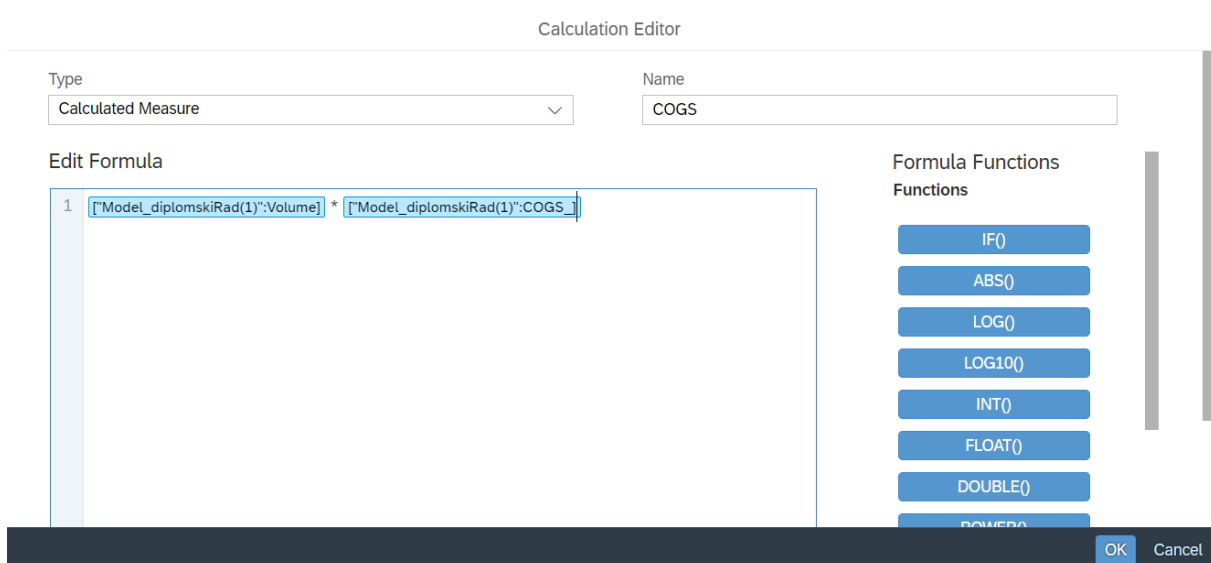 Calculation Editor
Type
Name
Calculated Measure
COGS
Edit Formula
Formula Functions
Functions
1 ["Model_diplomskiRad(1)":Volume] * ["Model_diplomskiRad(1)":COGS_]
IF()
ABS()
LOG()
LOG10()
INT()
FLOAT()
DOUBLE()
POWER()
OK Cancel